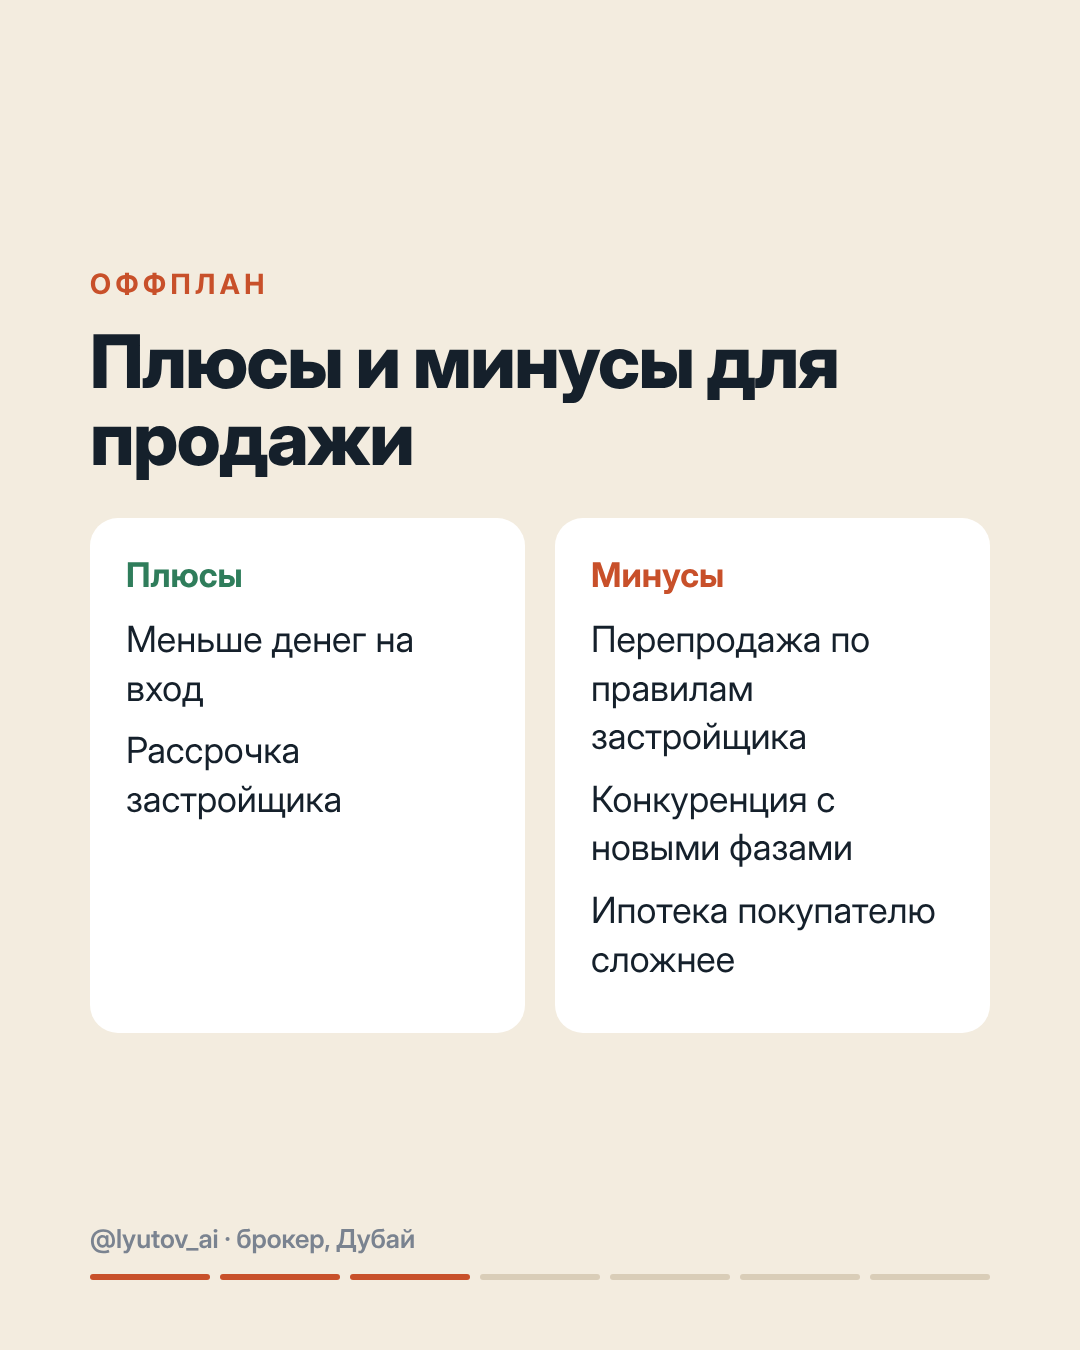 ОФФПЛАН
Плюсы и минусы для
продажи
Плюсы
Меньше денег на
вход
Рассрочка
застройщика
Минусы
Перепродажа по
правилам
застройщика
Конкуренция с
новыми фазами
Ипотека покупателю
сложнее
@lyutov_ai · брокер, Дубай